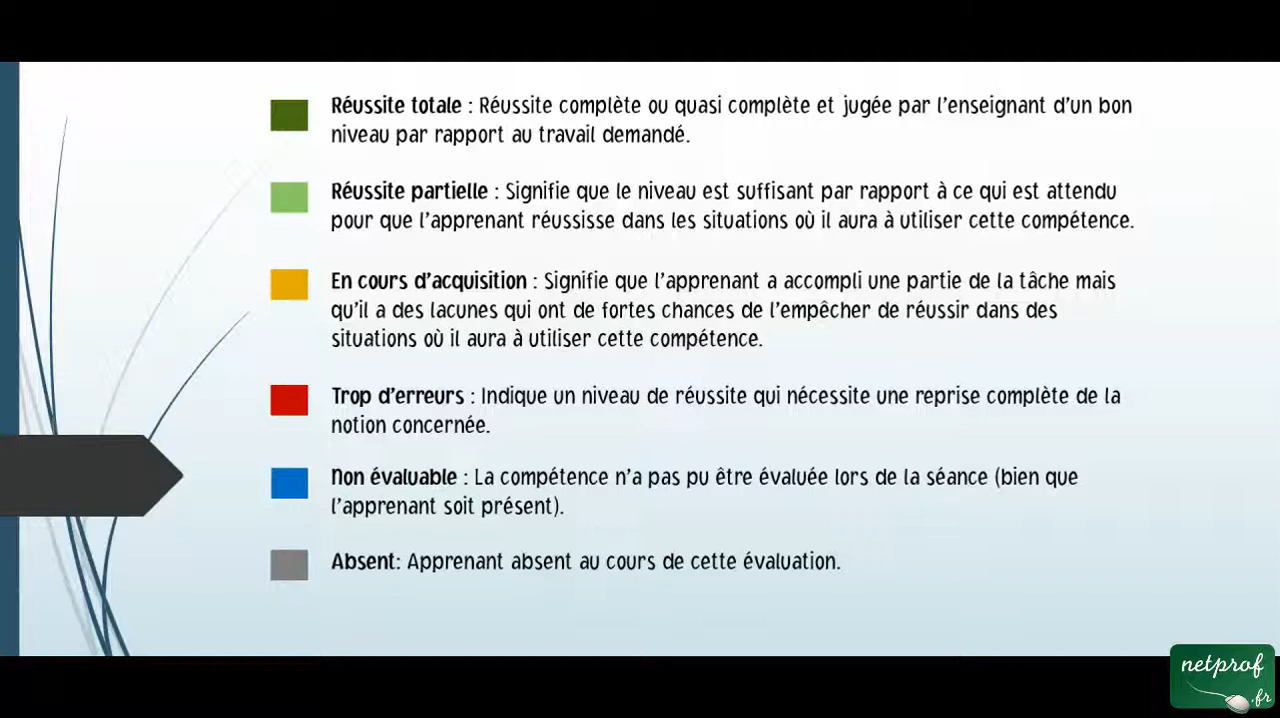 Réussite totale : Réussite complète ou quasi complète et jugée par l'enseignant d'un bon
niveau par rapport au travail demandé.
Réussite partielle : Signifie que le niveau est suffisant par rapport à ce qui est attendu
pour que l'apprenant réussisse dans les situations où il aura à utiliser cette compétence.
En cours d'acquisition : Signifie que l'apprenant a accompli une partie de la tâche mais
qu'il a des lacunes qui ont de fortes chances de l'empêcher de réussir dans des
situations où il aura à utiliser cette compétence.
Trop d'erreurs : Indique un niveau de réussite qui nécessite une reprise complète de la
notion concernée.
Non évaluable : La compétence n'a pas pu être évaluée lors de la séance (bien que
l'apprenant soit présent).
Absent: Apprenant absent au cours de cette évaluation.
netprof
.fr